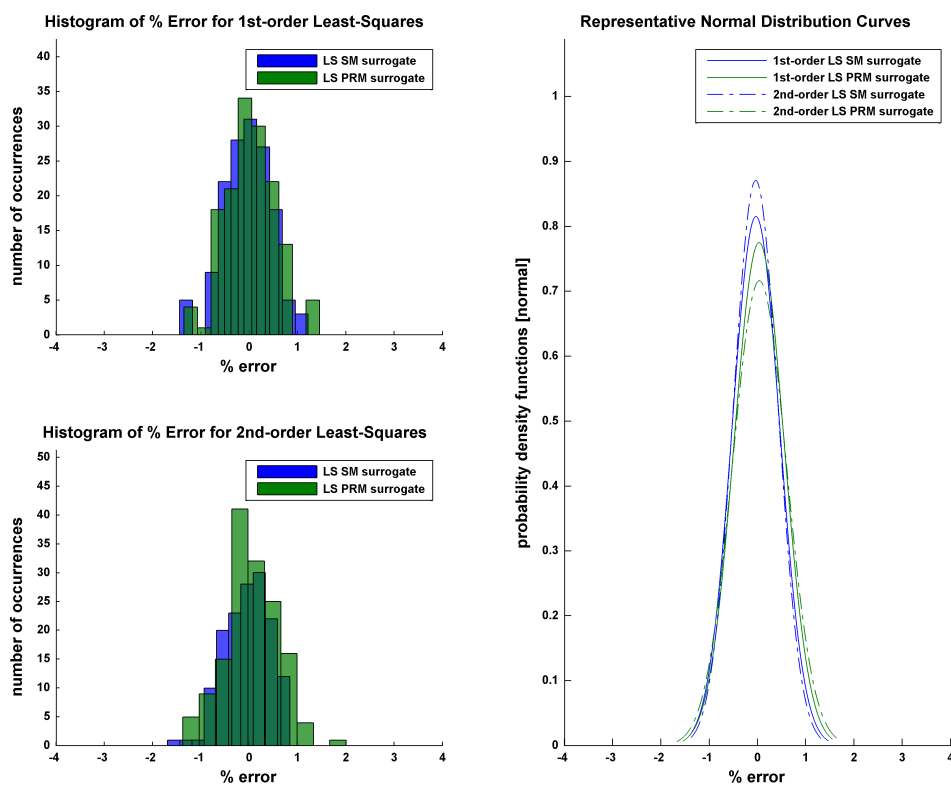 Histogram of % Error for 1st-order Least-Squares
LS SM surrogate
LS PRM surrogate
number of occurrences
40
35
30
25
20
15
10
5
0
-4 -3 -2 -1 0 1 2 3 4
% error
Histogram of % Error for 2nd-order Least-Squares
LS SM surrogate
LS PRM surrogate
number of occurrences
50
45
40
35
30
25
20
15
10
5
0
-4 -3 -2 -1 0 1 2 3 4
% error
Representative Normal Distribution Curves
1st-order LS SM surrogate
1st-order LS PRM surrogate
2nd-order LS SM surrogate
2nd-order LS PRM surrogate
probability density functions [normal]
1
0.9
0.8
0.7
0.6
0.5
0.4
0.3
0.2
0.1
0
-4 -3 -2 -1 0 1 2 3 4
% error